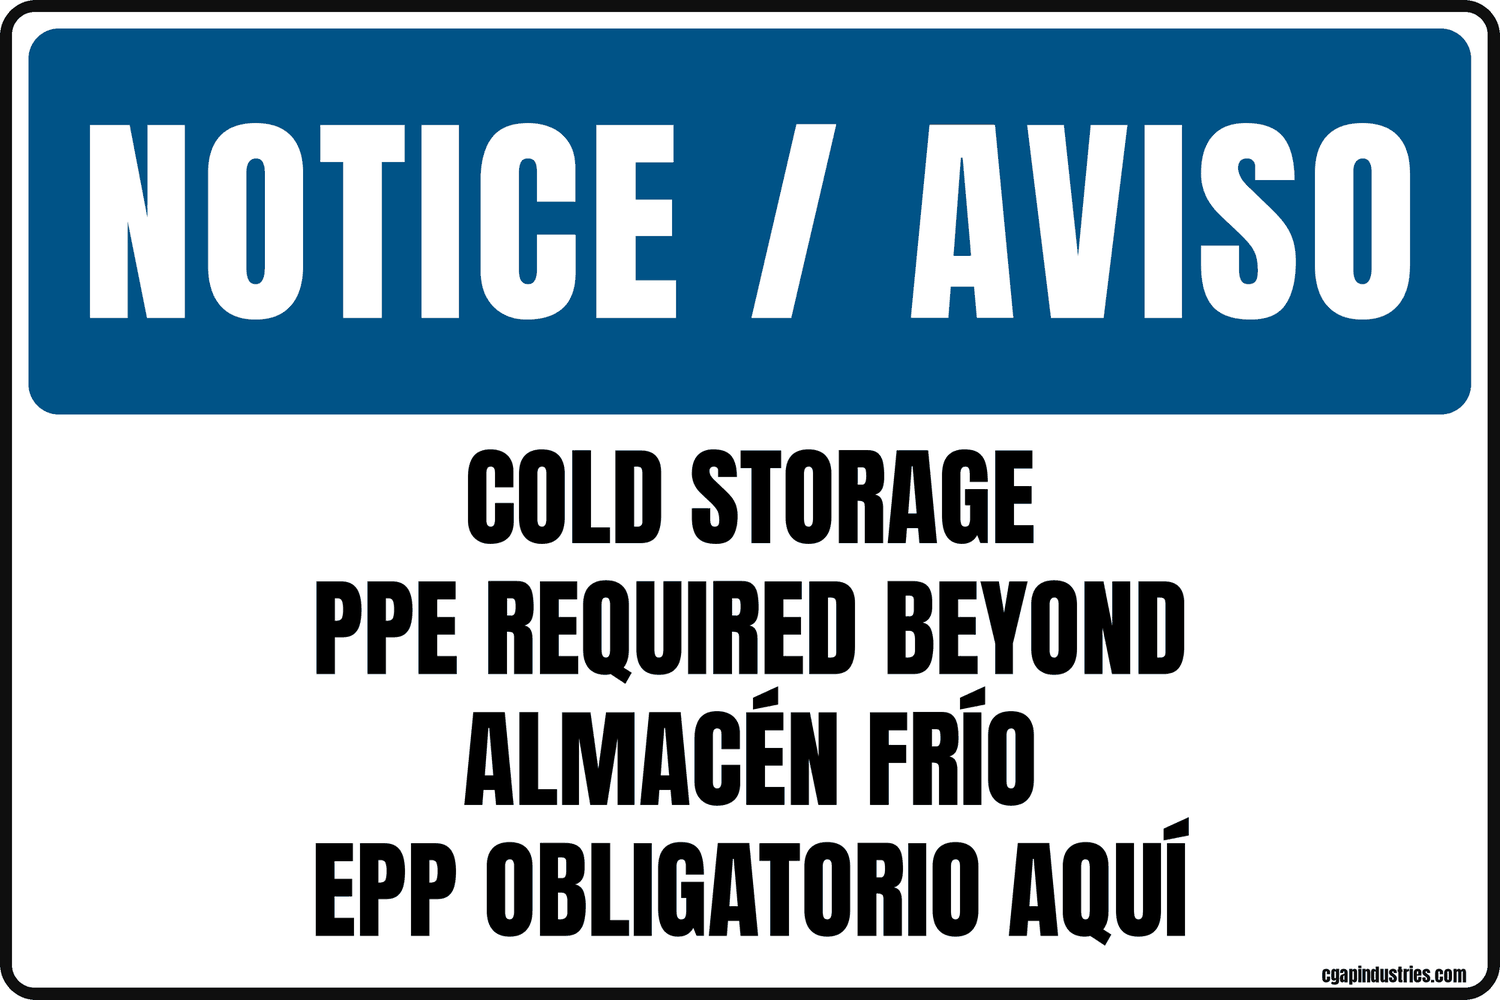 NOTICE / AVISO
COLD STORAGE
PPE REQUIRED BEYOND
ALMACÉN FRÍO
EPP OBLIGATORIO AQUÍ
cgapindustries.com